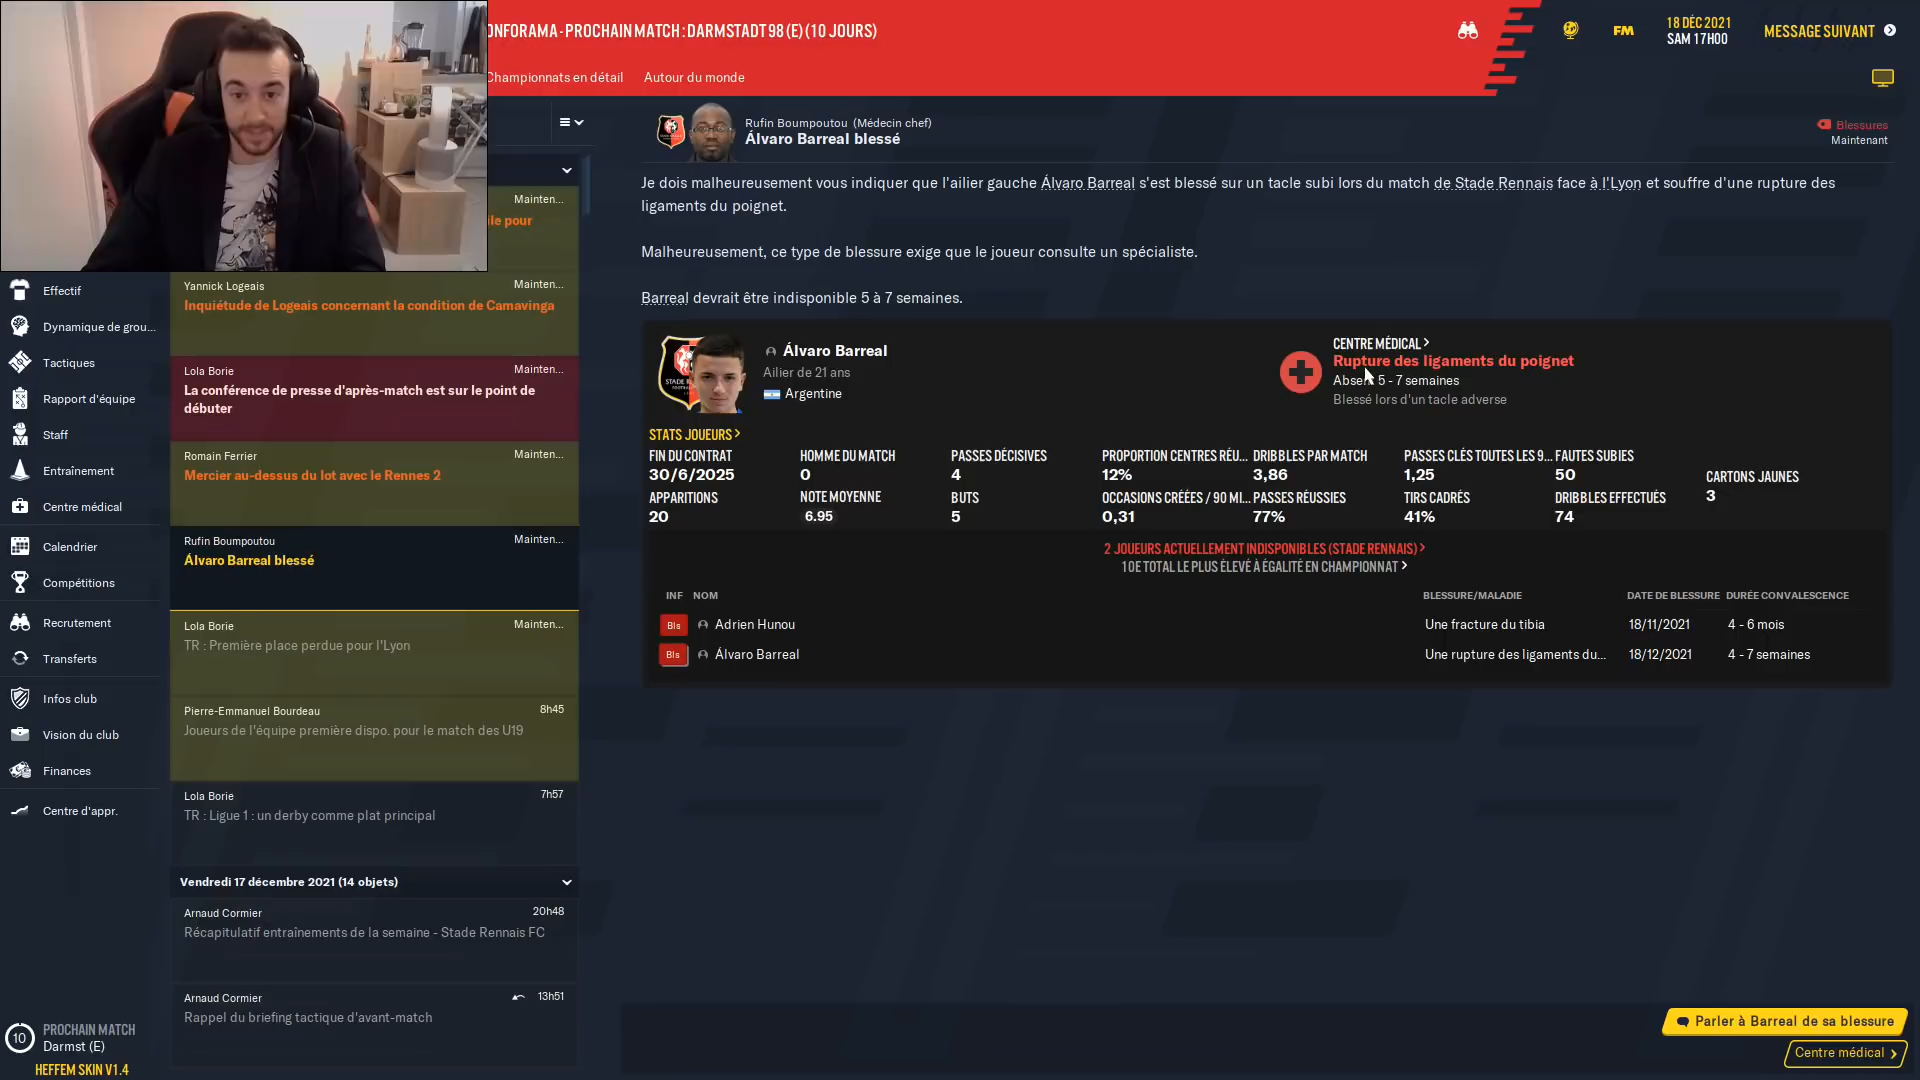 ONFORAMA - PROCHAIN MATCH : DARMSTADT 98 (E) (10 JOURS)
FM
18 DÉC 2021
SAM 17H00
MESSAGE SUIVANT
Championnats en détail
Autour du monde
Effectif
Dynamique de grou...
Tactiques
Rapport d'équipe
Staff
Entraînement
Centre médical
Calendrier
Compétitions
Recrutement
Transferts
Infos club
Vision du club
Finances
Centre d'appr.
10
PROCHAIN MATCH
Darmst (E)
HEFFEM SKIN V1.4
Mainten...
ile pour
Yannick Logeais
Mainten...
Inquiétude de Logeais concernant la condition de Camavinga
Lola Borie
Mainten...
La conférence de presse d'après-match est sur le point de
débuter
Romain Ferrier
Mainten...
Mercier au-dessus du lot avec le Rennes 2
Rufin Boumpoutou
Mainten...
Álvaro Barreal blessé
Lola Borie
Mainten...
TR : Première place perdue pour l'Lyon
Pierre-Emmanuel Bourdeau
8h45
Joueurs de l'équipe première dispo. pour le match des U19
Lola Borie
7h57
TR : Ligue 1 : un derby comme plat principal
Vendredi 17 décembre 2021 (14 objets)
Arnaud Cormier
20h48
Récapitulatif entraînements de la semaine - Stade Rennais FC
Arnaud Cormier
13h51
Rappel du briefing tactique d'avant-match
Rufin Boumpoutou (Médecin chef)
Álvaro Barreal blessé
Blessures
Maintenant
Je dois malheureusement vous indiquer que l'ailier gauche Álvaro Barreal s'est blessé sur un tacle subi lors du match de Stade Rennais face à l'Lyon et souffre d'une rupture des
ligaments du poignet.
Malheureusement, ce type de blessure exige que le joueur consulte un spécialiste.
Barreal devrait être indisponible 5 à 7 semaines.
Álvaro Barreal
Ailier de 21 ans
Argentine
CENTRE MÉDICAL
Rupture des ligaments du poignet
5 - 7 semaines
Blessé lors d'un tacle adverse
STATS JOUEURS
FIN DU CONTRAT
30/6/2025
HOMME DU MATCH
0
PASSES DÉCISIVES
4
PROPORTION CENTRES RÉU...
12%
DRIBBLES PAR MATCH
3,86
PASSES CLÉS TOUTES LES 9...
1,25
FAUTES SUBIES
50
CARTONS JAUNES
3
APPARITIONS
20
NOTE MOYENNE
6.95
BUTS
5
OCCASIONS CRÉÉES / 90 MI...
0,31
PASSES RÉUSSIES
77%
TIRS CADRÉS
41%
DRIBBLES EFFECTUÉS
74
2 JOUEURS ACTUELLEMENT INDISPONIBLES (STADE RENNAIS)
10E TOTAL LE PLUS ÉLEVÉ À ÉGALITÉ EN CHAMPIONNAT
INF NOM BLESSURE/MALADIE DATE DE BLESSURE DURÉE CONVALESCENCE
Bls Adrien Hunou Une fracture du tibia 18/11/2021 4 - 6 mois
Bls Álvaro Barreal Une rupture des ligaments du... 18/12/2021 4 - 7 semaines
Parler à Barreal de sa blessure
Centre médical